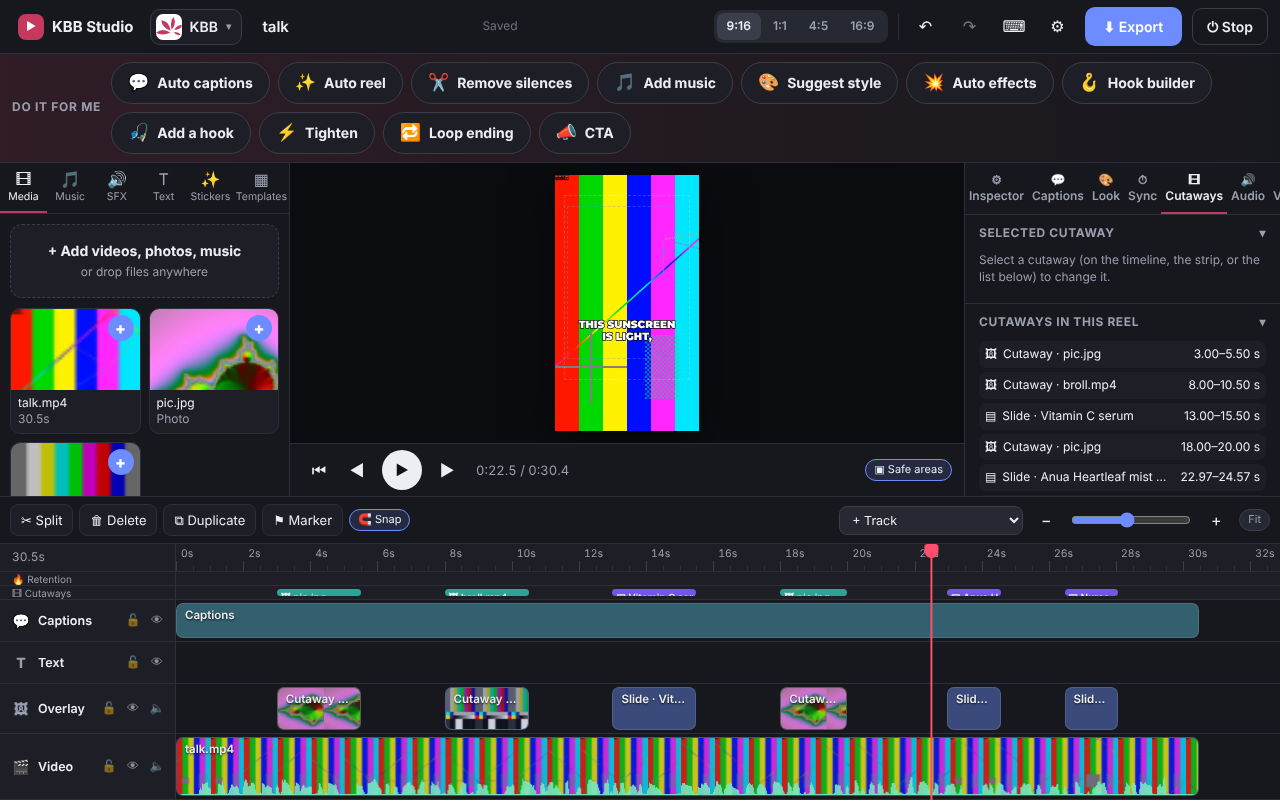 KBB Studio
KBB
talk
Saved
9:16 1:1 4:5 16:9
Export
Stop
DO IT FOR ME
Auto captions
Auto reel
Remove silences
Add music
Suggest style
Auto effects
Hook builder
Add a hook
Tighten
Loop ending
CTA
Media Music SFX Text Stickers Templates
+ Add videos, photos, music
or drop files anywhere
talk.mp4
30.5s
pic.jpg
Photo
THIS SUNSCREEN
IS LIGHT,
0:22.5 / 0:30.4
Safe areas
Inspector Captions Look Sync Cutaways Audio
SELECTED CUTAWAY
Select a cutaway (on the timeline, the strip, or the
list below) to change it.
CUTAWAYS IN THIS REEL
Cutaway · pic.jpg 3.00–5.50 s
Cutaway · broll.mp4 8.00–10.50 s
Slide · Vitamin C serum 13.00–15.50 s
Cutaway · pic.jpg 18.00–20.00 s
Slide · Anua Heartleaf mist ... 22.97–24.57 s
Split
Delete
Duplicate
Marker
Snap
+ Track
Fit
30.5s
0s 2s 4s 6s 8s 10s 12s 14s 16s 18s 20s 24s 26s 28s 30s 32s
Retention
Cutaways
Captions
Captions
Text
Overlay
Cutaway ...
Cutaway ...
Slide · Vit...
Cutaw...
Slid...
Slid...
Video
talk.mp4